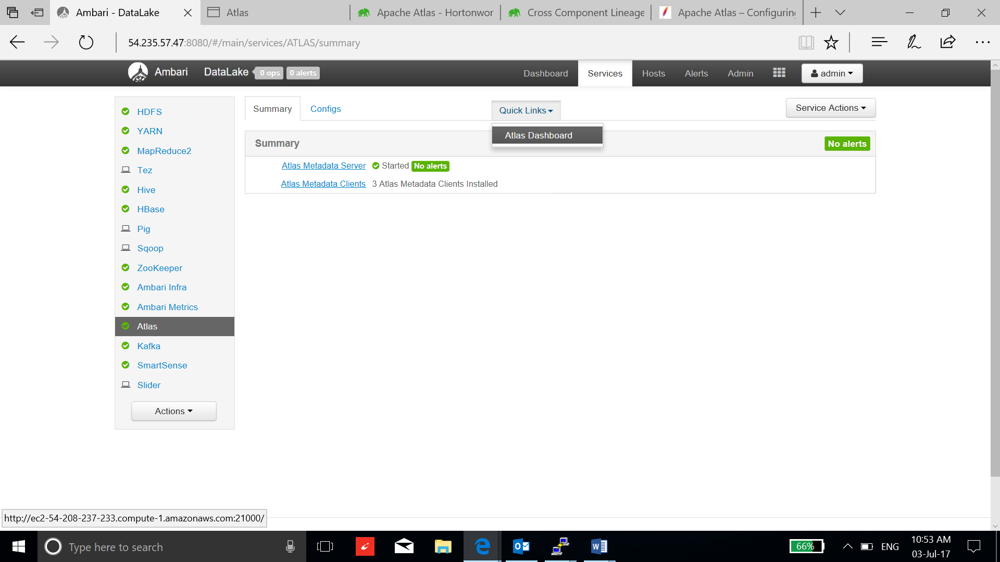 Ambari - DataLake
Atlas
Apache Atlas - Hortonwor
Cross Component Lineage
Apache Atlas – Configuring
54.235.57.47:8080/#/main/services/ATLAS/summary
Ambari DataLake 0 ops 0 alerts Dashboard Services Hosts Alerts Admin admin
HDFS
YARN
MapReduce2
Tez
Hive
HBase
Pig
Sqoop
ZooKeeper
Ambari Infra
Ambari Metrics
Atlas
Kafka
SmartSense
Slider
Actions
Summary Configs Quick Links Service Actions
Atlas Dashboard
Summary No alerts
Atlas Metadata Server Started No alerts
Atlas Metadata Clients 3 Atlas Metadata Clients Installed
http://ec2-54-208-237-233.compute-1.amazonaws.com:21000/
Type here to search
66%
ENG
10:53 AM
03-Jul-17